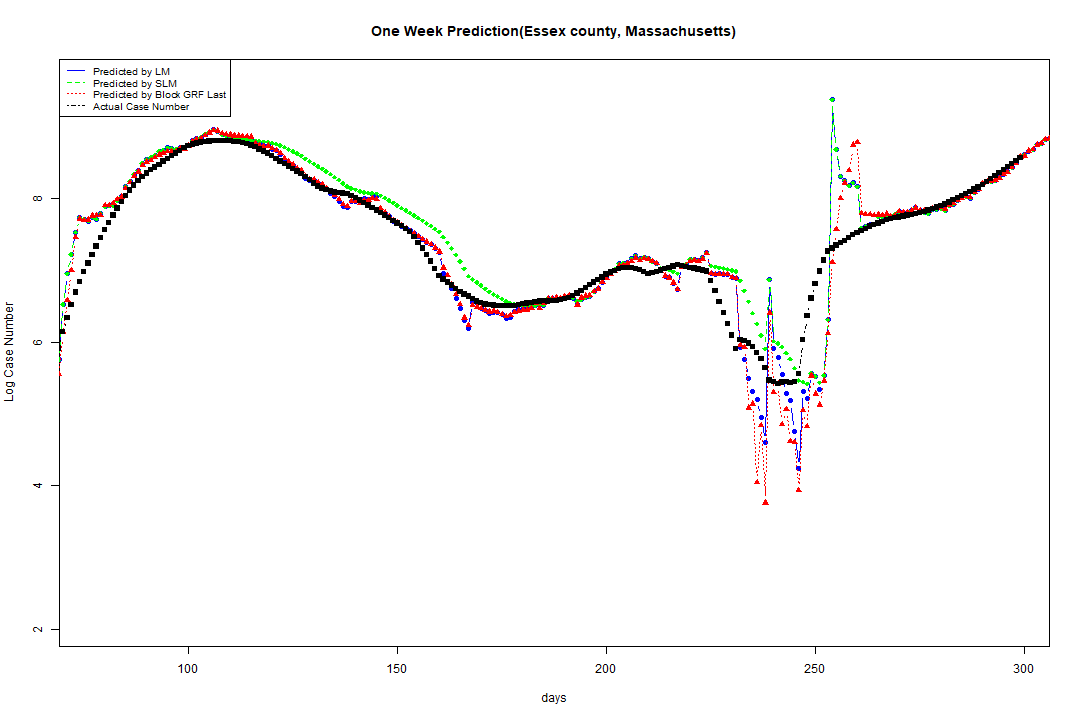 One Week Prediction(Essex county, Massachusetts)
Predicted by LM
Predicted by SLM
Predicted by Block GRF Last
Actual Case Number
8
6
4
2
Log Case Number
100 150 200 250 300
days